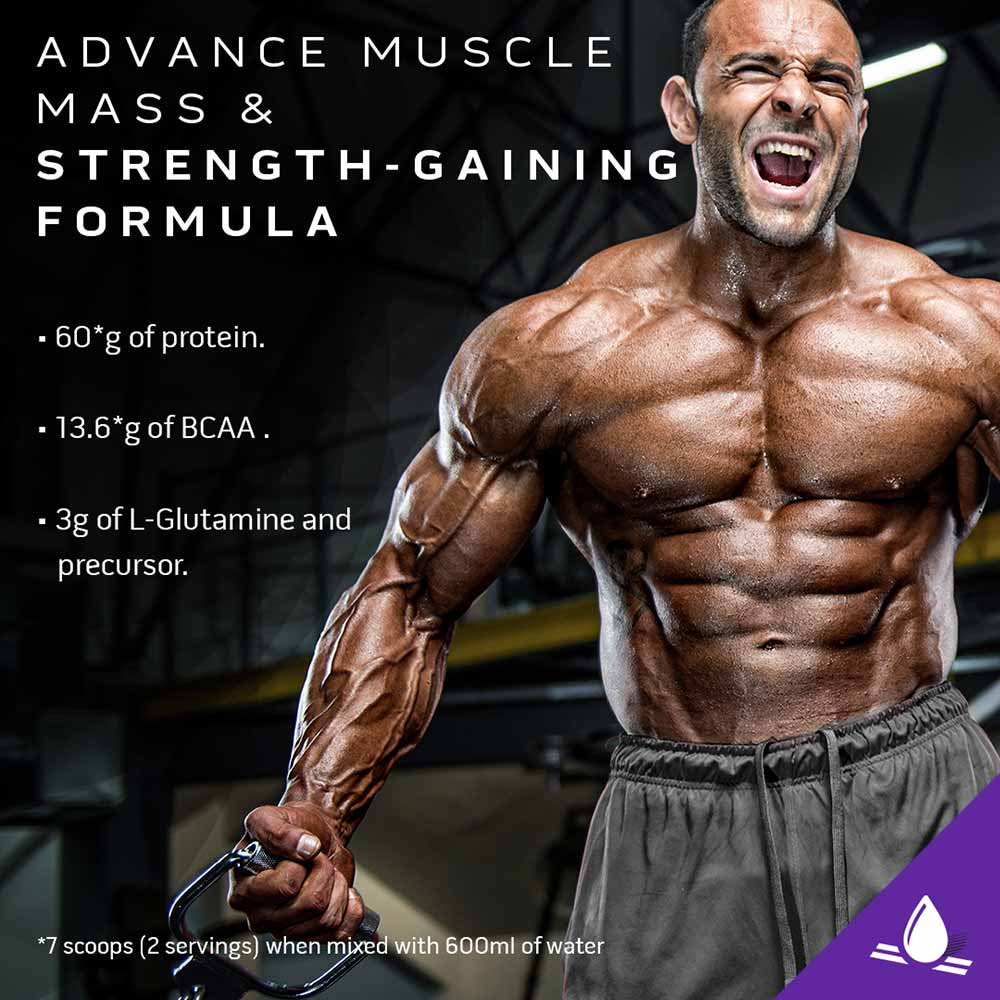 ADVANCE MUSCLE
MASS &
STRENGTH-GAINING
FORMULA
▪ 60*g of protein.
▪ 13.6*g of BCAA .
▪ 3g of L-Glutamine and
precursor.
*7 scoops (2 servings) when mixed with 600ml of water